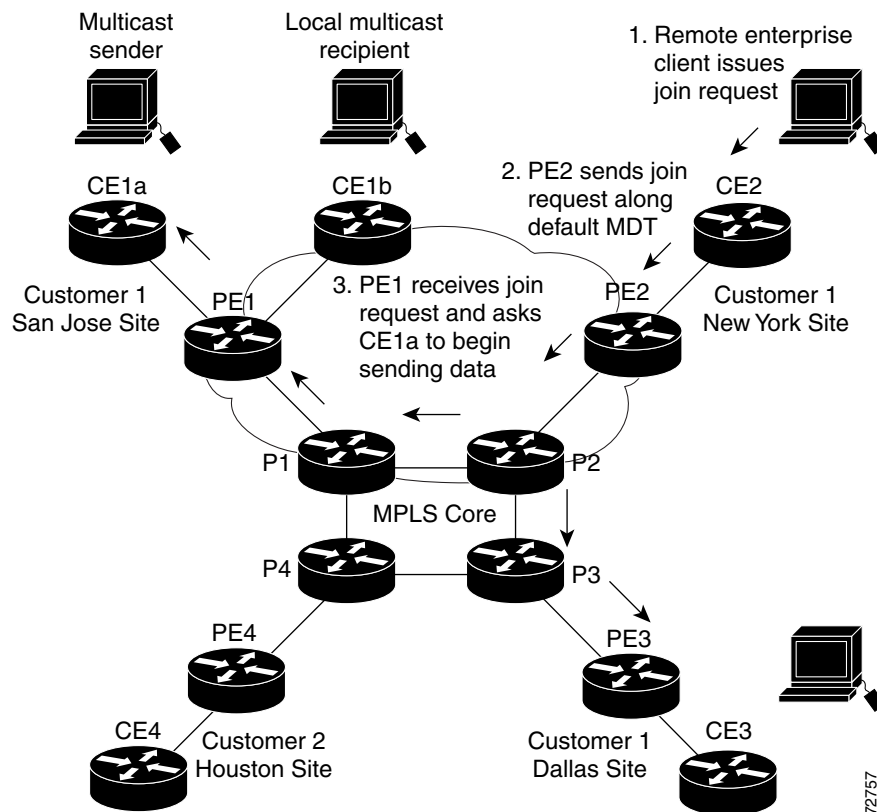 Multicast
sender
Local multicast
recipient
1. Remote enterprise
client issues
join request
CE1a
CE1b
2. PE2 sends join
request along
default MDT
CE2
Customer 1
San Jose Site
PE1
3. PE1 receives join
request and asks
CE1a to begin
sending data
PE2
Customer 1
New York Site
P1
P2
MPLS Core
P4
P3
PE4
PE3
CE4
Customer 2
Houston Site
Customer 1
Dallas Site
CE3
72757